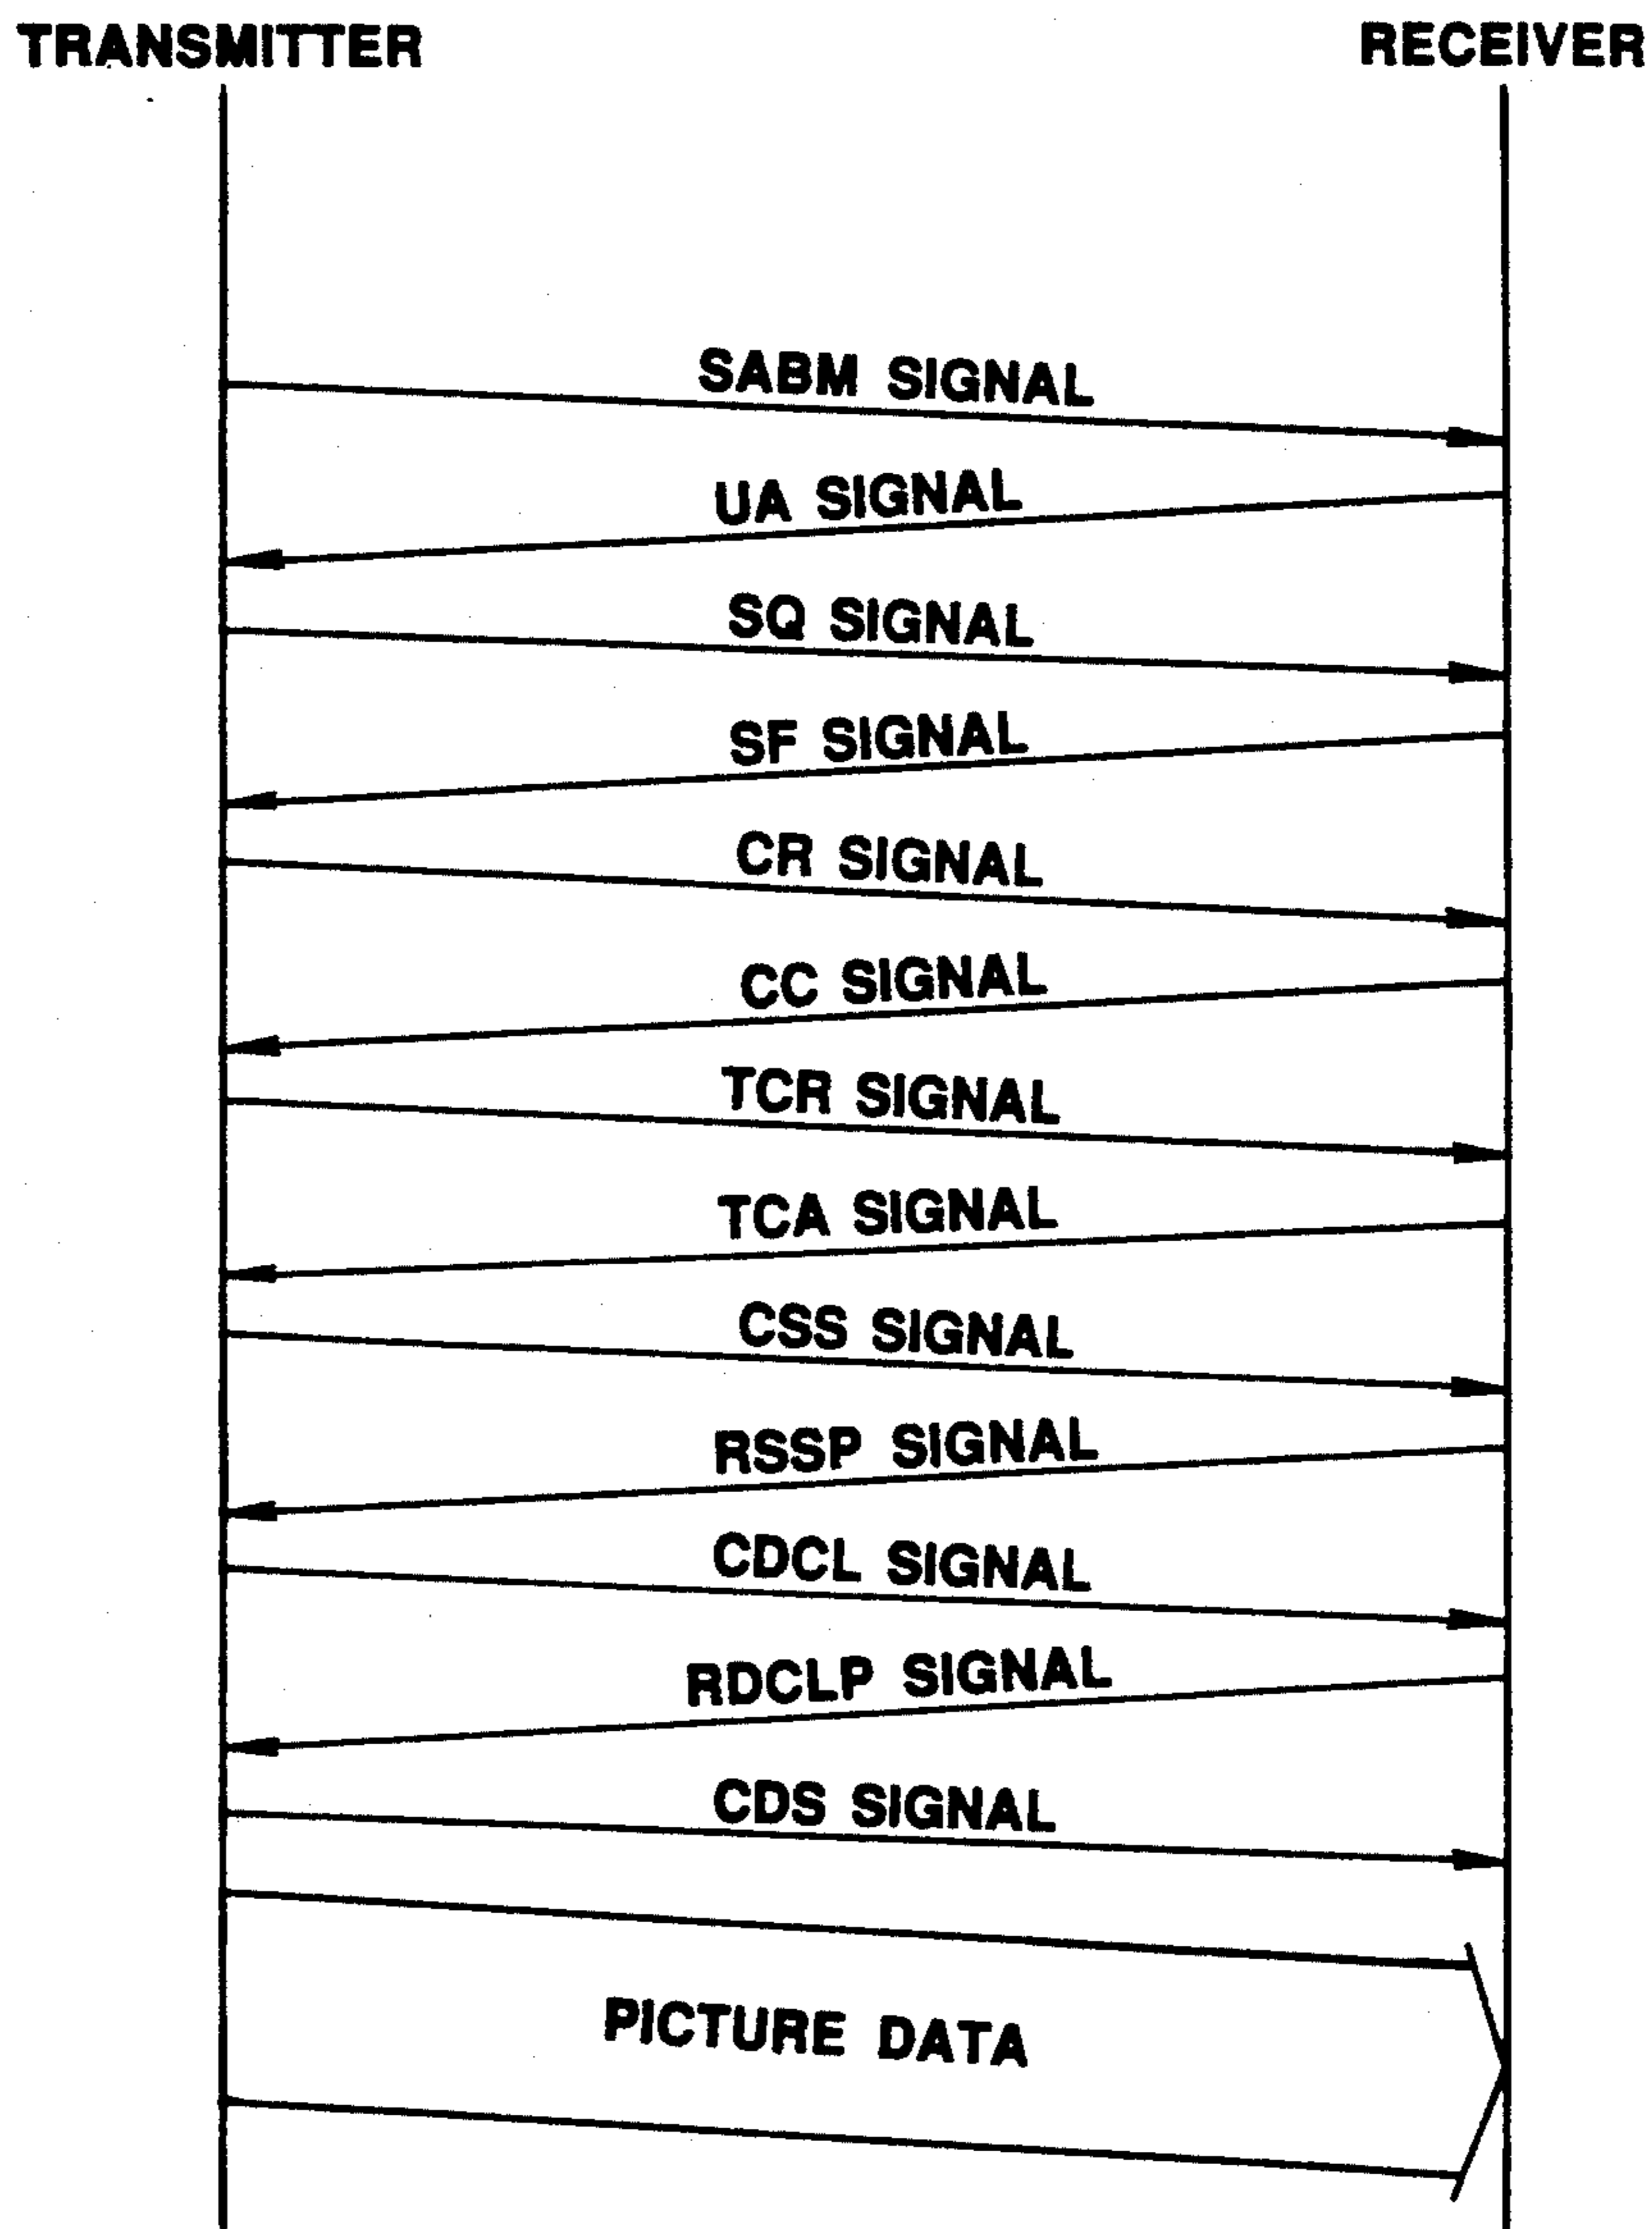 TRANSMITTER
RECEIVER
SABM SIGNAL
UA SIGNAL
SQ SIGNAL
SF SIGNAL
CR SIGNAL
CC SIGNAL
TCR SIGNAL
TCA SIGNAL
CSS SIGNAL
RSSP SIGNAL
CDCL SIGNAL
RDCLP SIGNAL
CDS SIGNAL
PICTURE DATA